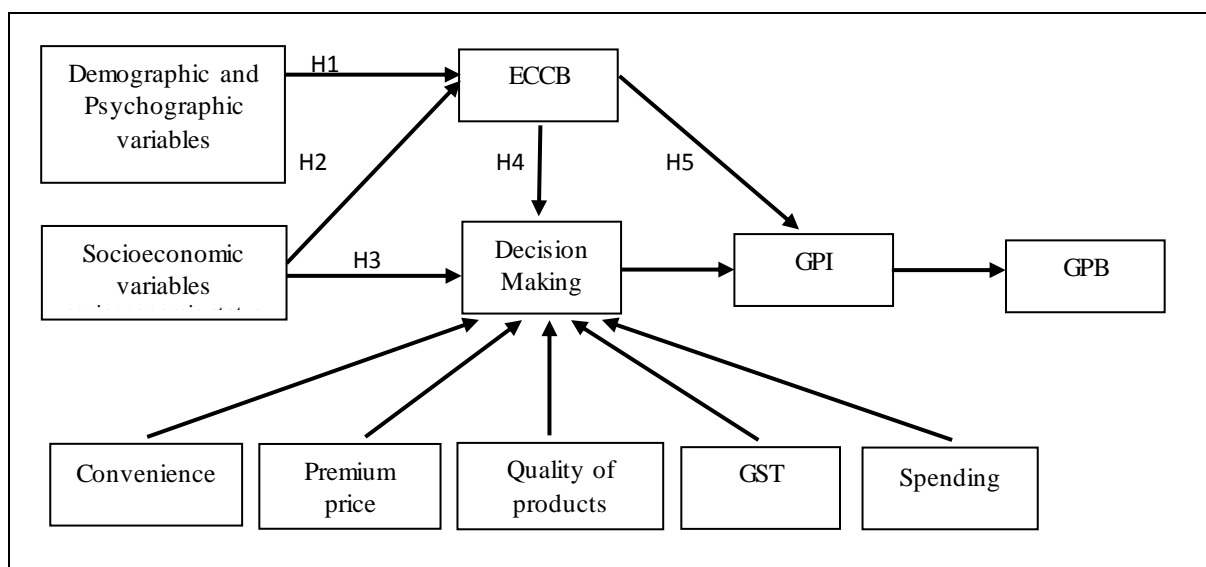 Demographic and
Psychographic
variables
H1
ECCB
H2
H4
H5
Socioeconomic
variables
H3
Decision
Making
GPI
GPB
Convenience
Premium
price
Quality of
products
GST
Spending